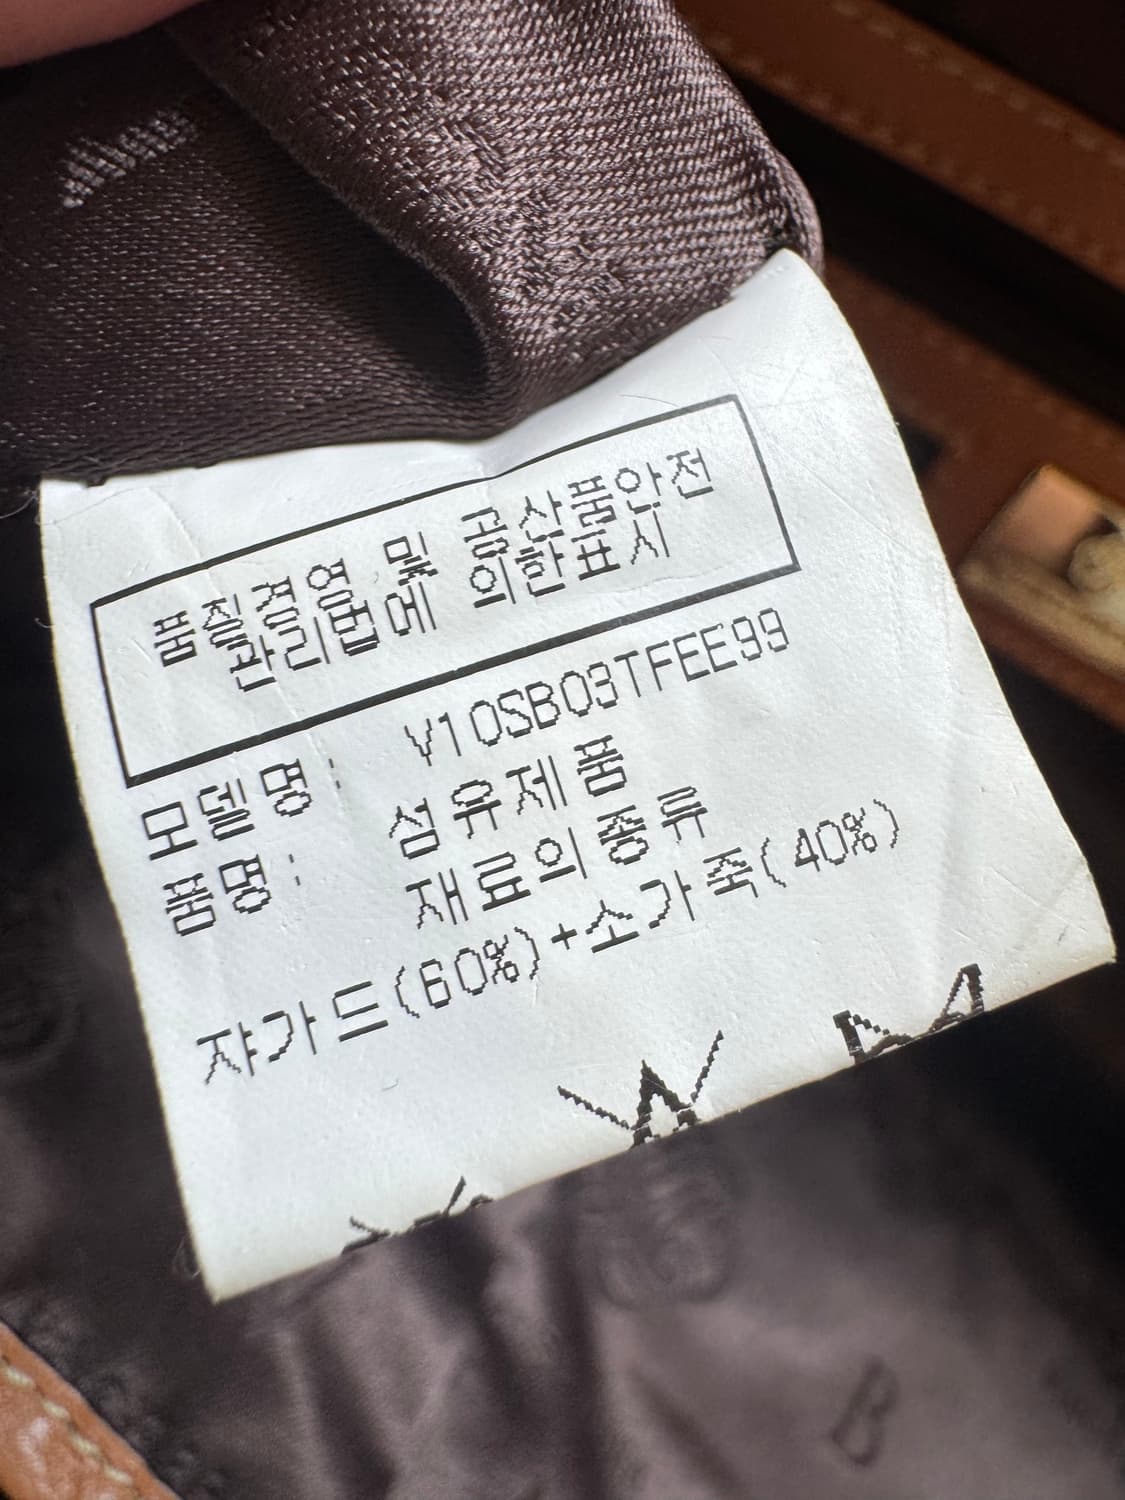 품질경영 및 공산품안전
관리법에 의한표시
모델명: V10SB03TFEE99
품명: 섬유제품
재료의종류
쟈가드(60%)+소가죽(40%)
B